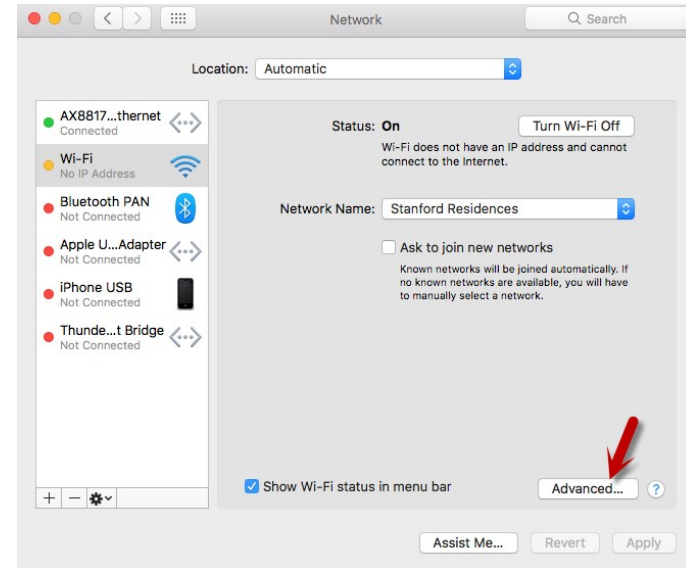 Network
Search
Location: Automatic
AX8817...thernet
Connected
Wi-Fi
No IP Address
Bluetooth PAN
Not Connected
Apple U...Adapter
Not Connected
iPhone USB
Not Connected
Thunde...t Bridge
Not Connected
Status: On
Turn Wi-Fi Off
Wi-Fi does not have an IP address and cannot
connect to the Internet.
Network Name: Stanford Residences
Ask to join new networks
Known networks will be joined automatically. If
no known networks are available, you will have
to manually select a network.
Show Wi-Fi status in menu bar
Advanced...
?
Assist Me...
Revert
Apply